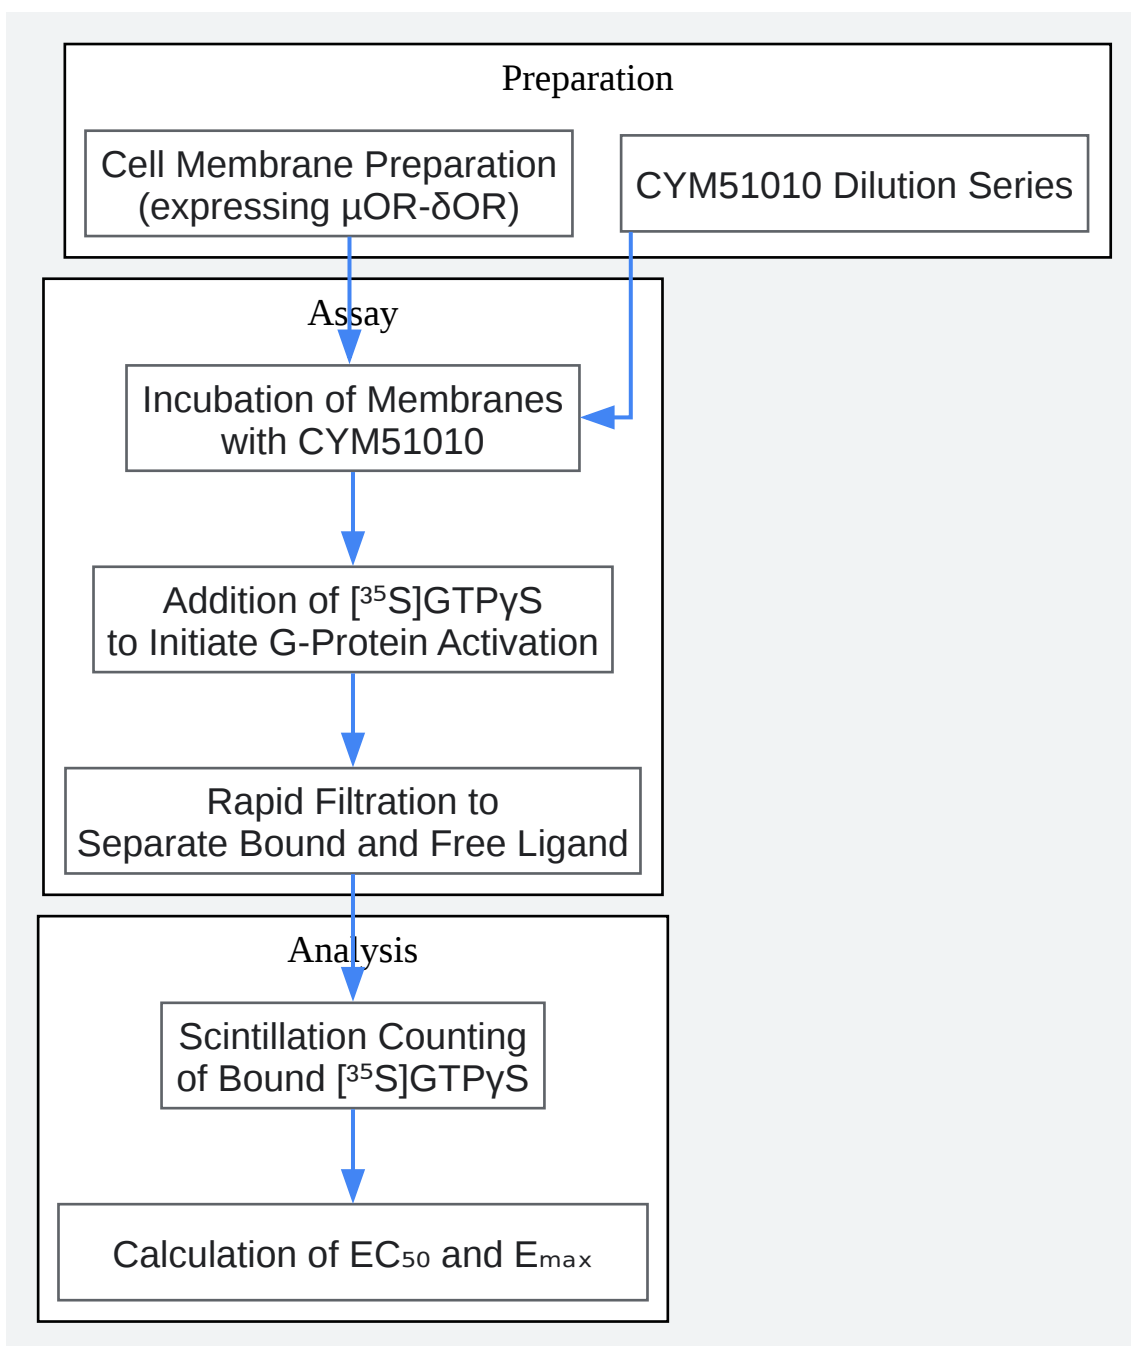 Preparation
Cell Membrane Preparation
(expressing µOR-δOR)
CYM51010 Dilution Series
Assay
Incubation of Membranes
with CYM51010
Addition of [³⁵S]GTPγS
to Initiate G-Protein Activation
Rapid Filtration to
Separate Bound and Free Ligand
Analysis
Scintillation Counting
of Bound [³⁵S]GTPγS
Calculation of EC₅₀ and Eₘₐₓ